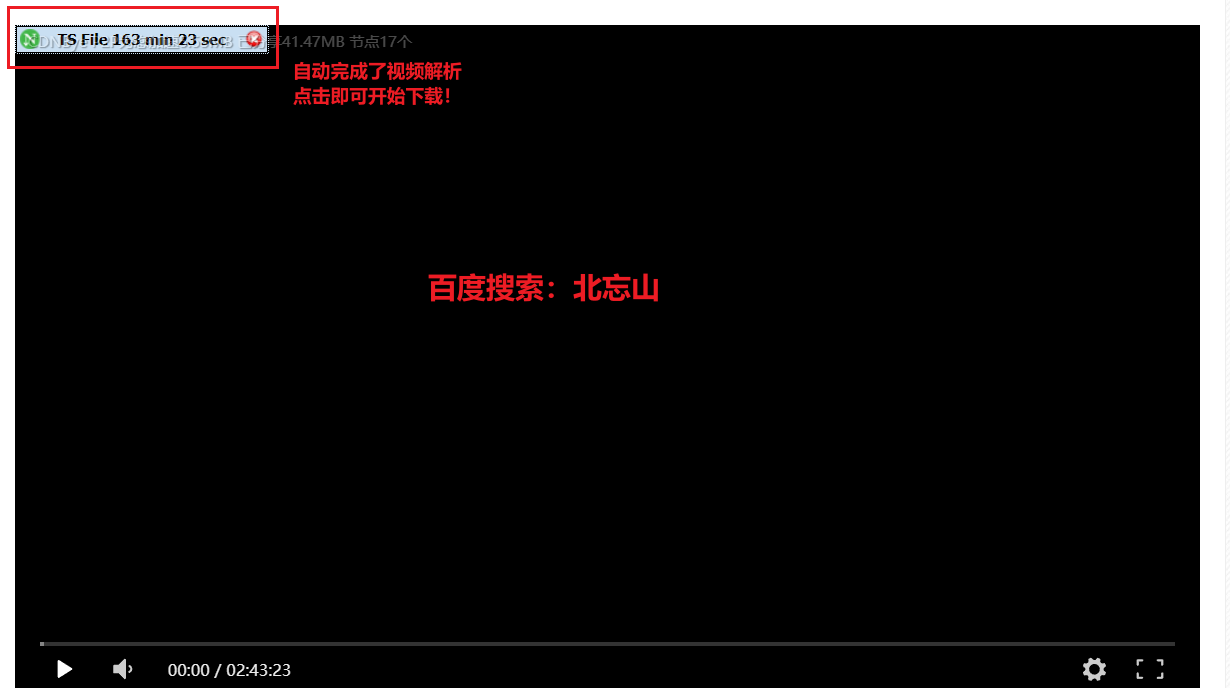 TS File 163 min 23 sec
41.47MB 节点17个
自动完成了视频解析
点击即可开始下载！
百度搜索：北忘山
00:00 / 02:43:23